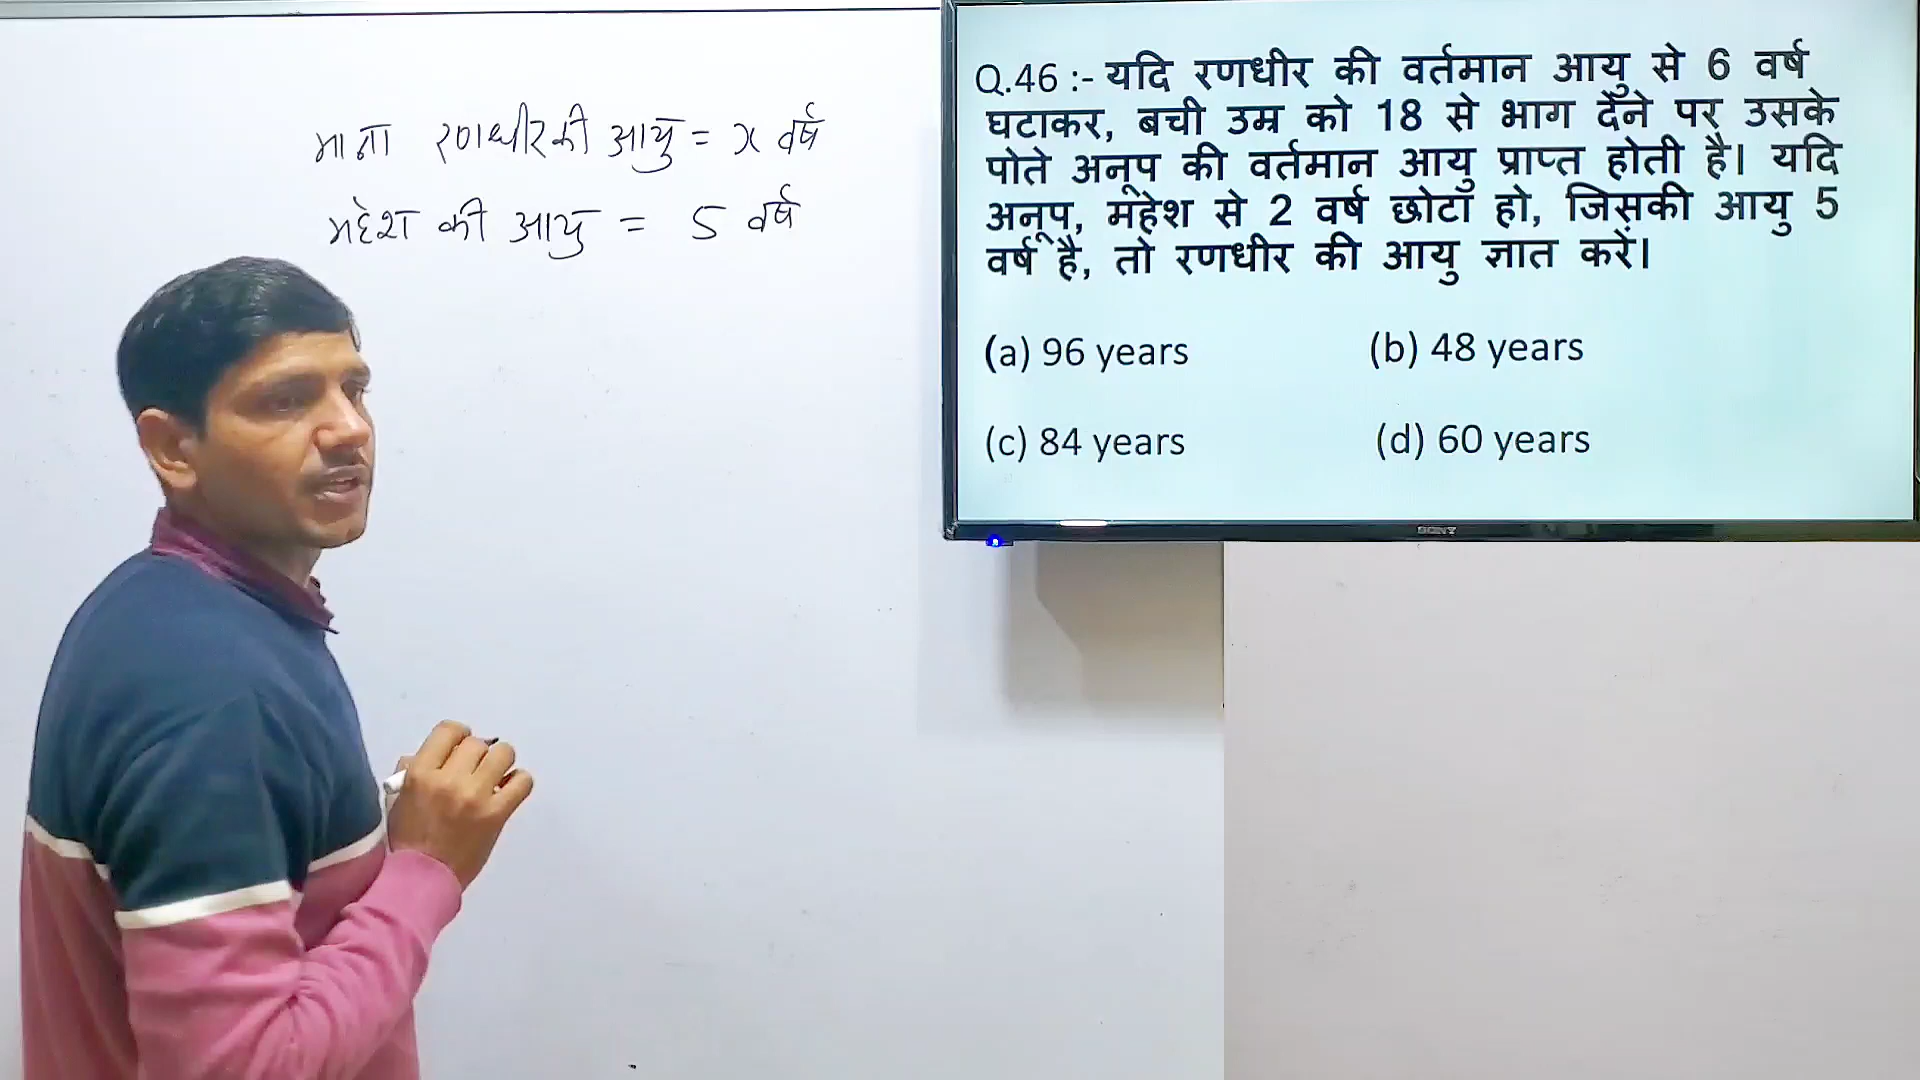 माना रणधीर की आयु = x वर्ष
महेश की आयु = 5 वर्ष
Q.46 :- यदि रणधीर की वर्तमान आयु से 6 वर्ष
घटाकर, बची उम्र को 18 से भाग देने पर उसके
पोते अनूप की वर्तमान आयु प्राप्त होती है। यदि
अनूप, महेश से 2 वर्ष छोटा हो, जिसकी आयु 5
वर्ष है, तो रणधीर की आयु ज्ञात करें।
(a) 96 years (b) 48 years
(c) 84 years (d) 60 years
SONY